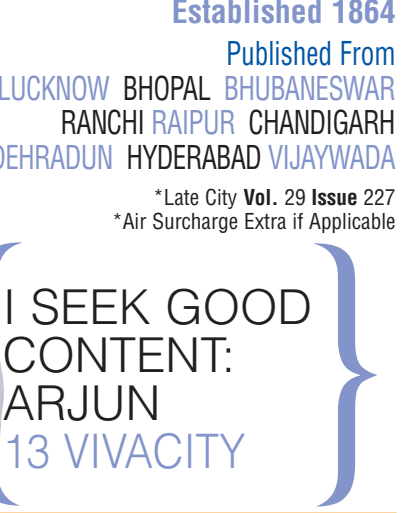 Established 1864
Published From
LUCKNOW BHOPAL BHUBANESWAR
RANCHI RAIPUR CHANDIGARH
DEHRADUN HYDERABAD VIJAYWADA
*Late City Vol. 29 Issue 227
*Air Surcharge Extra if Applicable
I SEEK GOOD
CONTENT:
ARJUN
13 VIVACITY